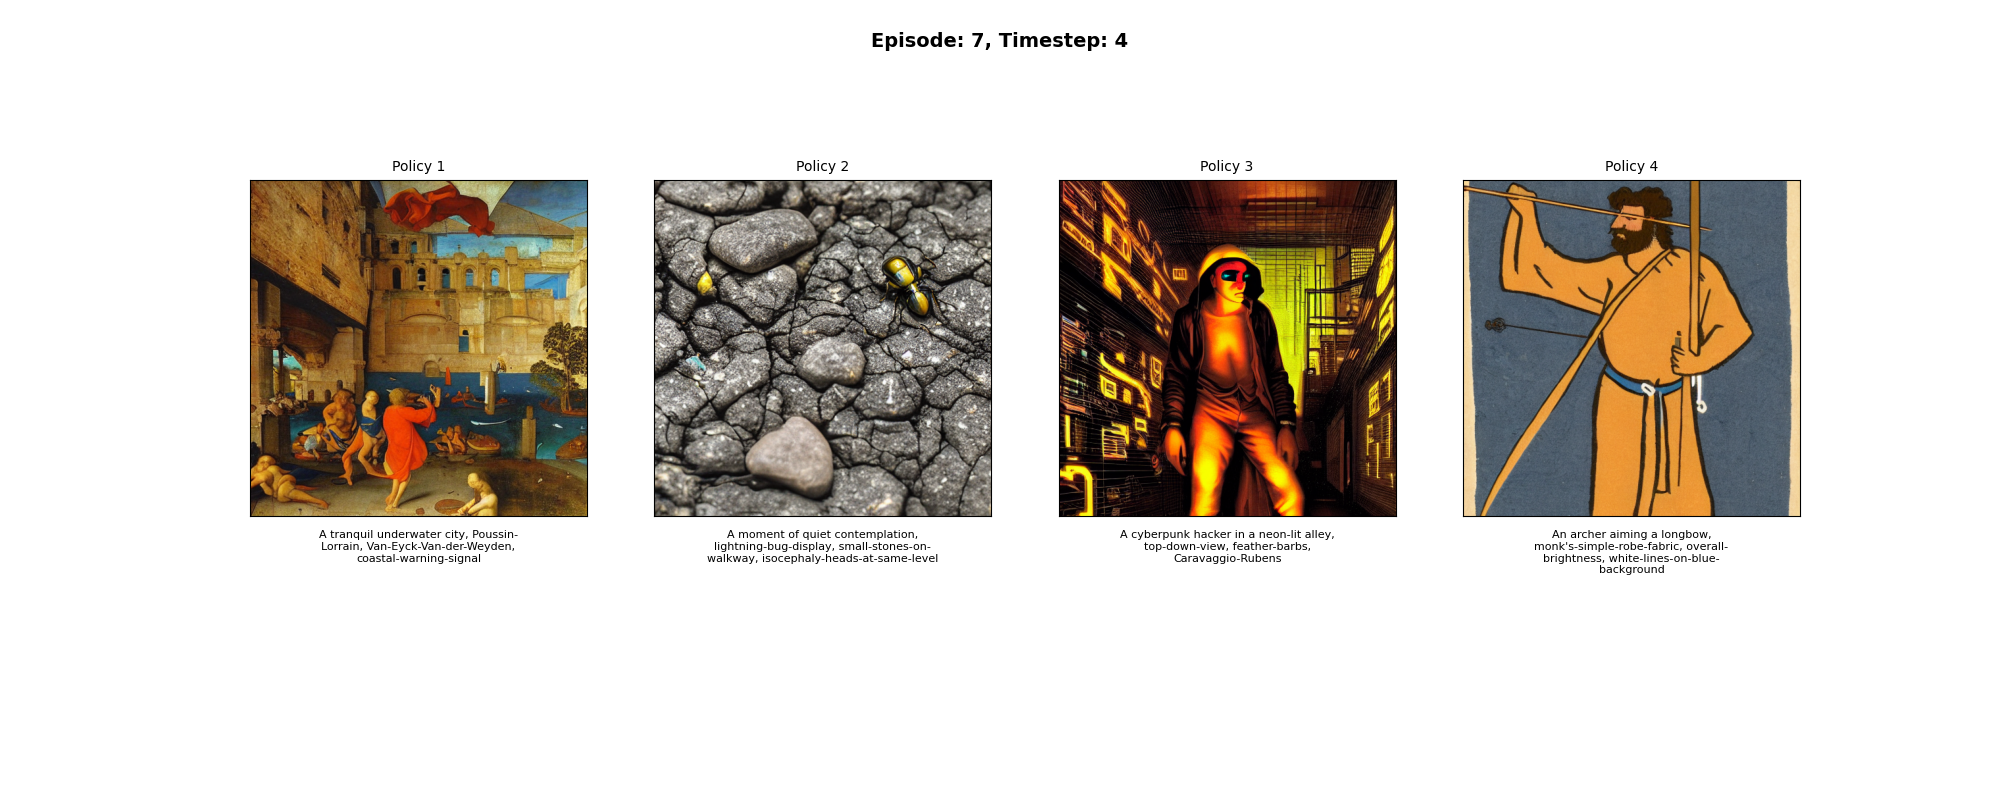 Episode: 7, Timestep: 4
Policy 1
Policy 2
Policy 3
Policy 4
A tranquil underwater city, Poussin-
Lorrain, Van-Eyck-Van-der-Weyden,
coastal-warning-signal
A moment of quiet contemplation,
lightning-bug-display, small-stones-on-
walkway, isocephaly-heads-at-same-level
A cyberpunk hacker in a neon-lit alley,
top-down-view, feather-barbs,
Caravaggio-Rubens
An archer aiming a longbow,
monk's-simple-robe-fabric, overall-
brightness, white-lines-on-blue-
background